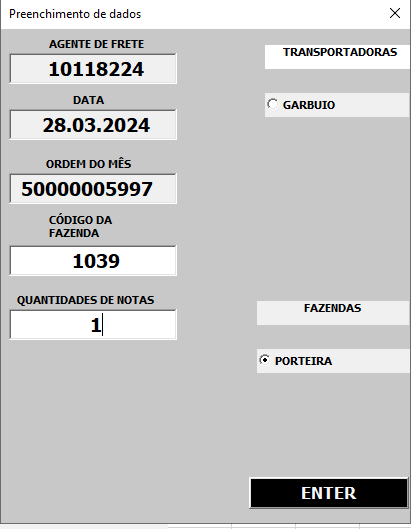 Preenchimento de dados
AGENTE DE FRETE
10118224
DATA
28.03.2024
ORDEM DO MÊS
50000005997
CÓDIGO DA
FAZENDA
1039
QUANTIDADES DE NOTAS
1
TRANSPORTADORAS
GARBUIO
FAZENDAS
PORTEIRA
ENTER